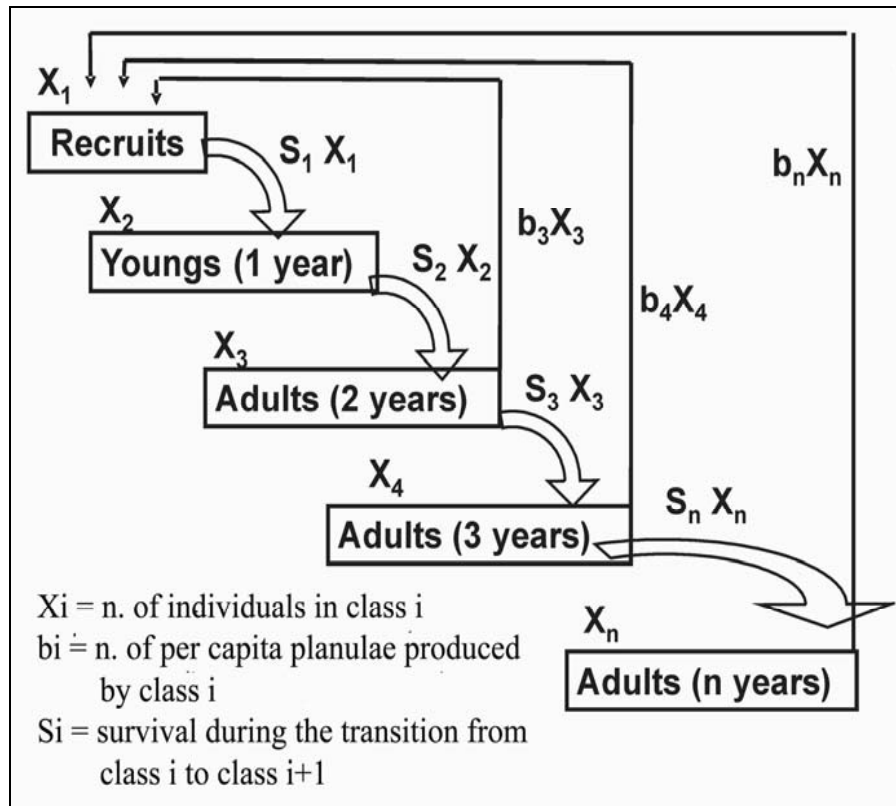 X₁
Recruits
S₁ X₁
bₙXₙ
X₂
Youngs (1 year)
S₂ X₂
b₃X₃
b₄X₄
X₃
Adults (2 years)
S₃ X₃
X₄
Adults (3 years)
Sₙ Xₙ
Xₙ
Adults (n years)
Xi = n. of individuals in class i
bi = n. of per capita planulae produced
by class i
Si = survival during the transition from
class i to class i+1